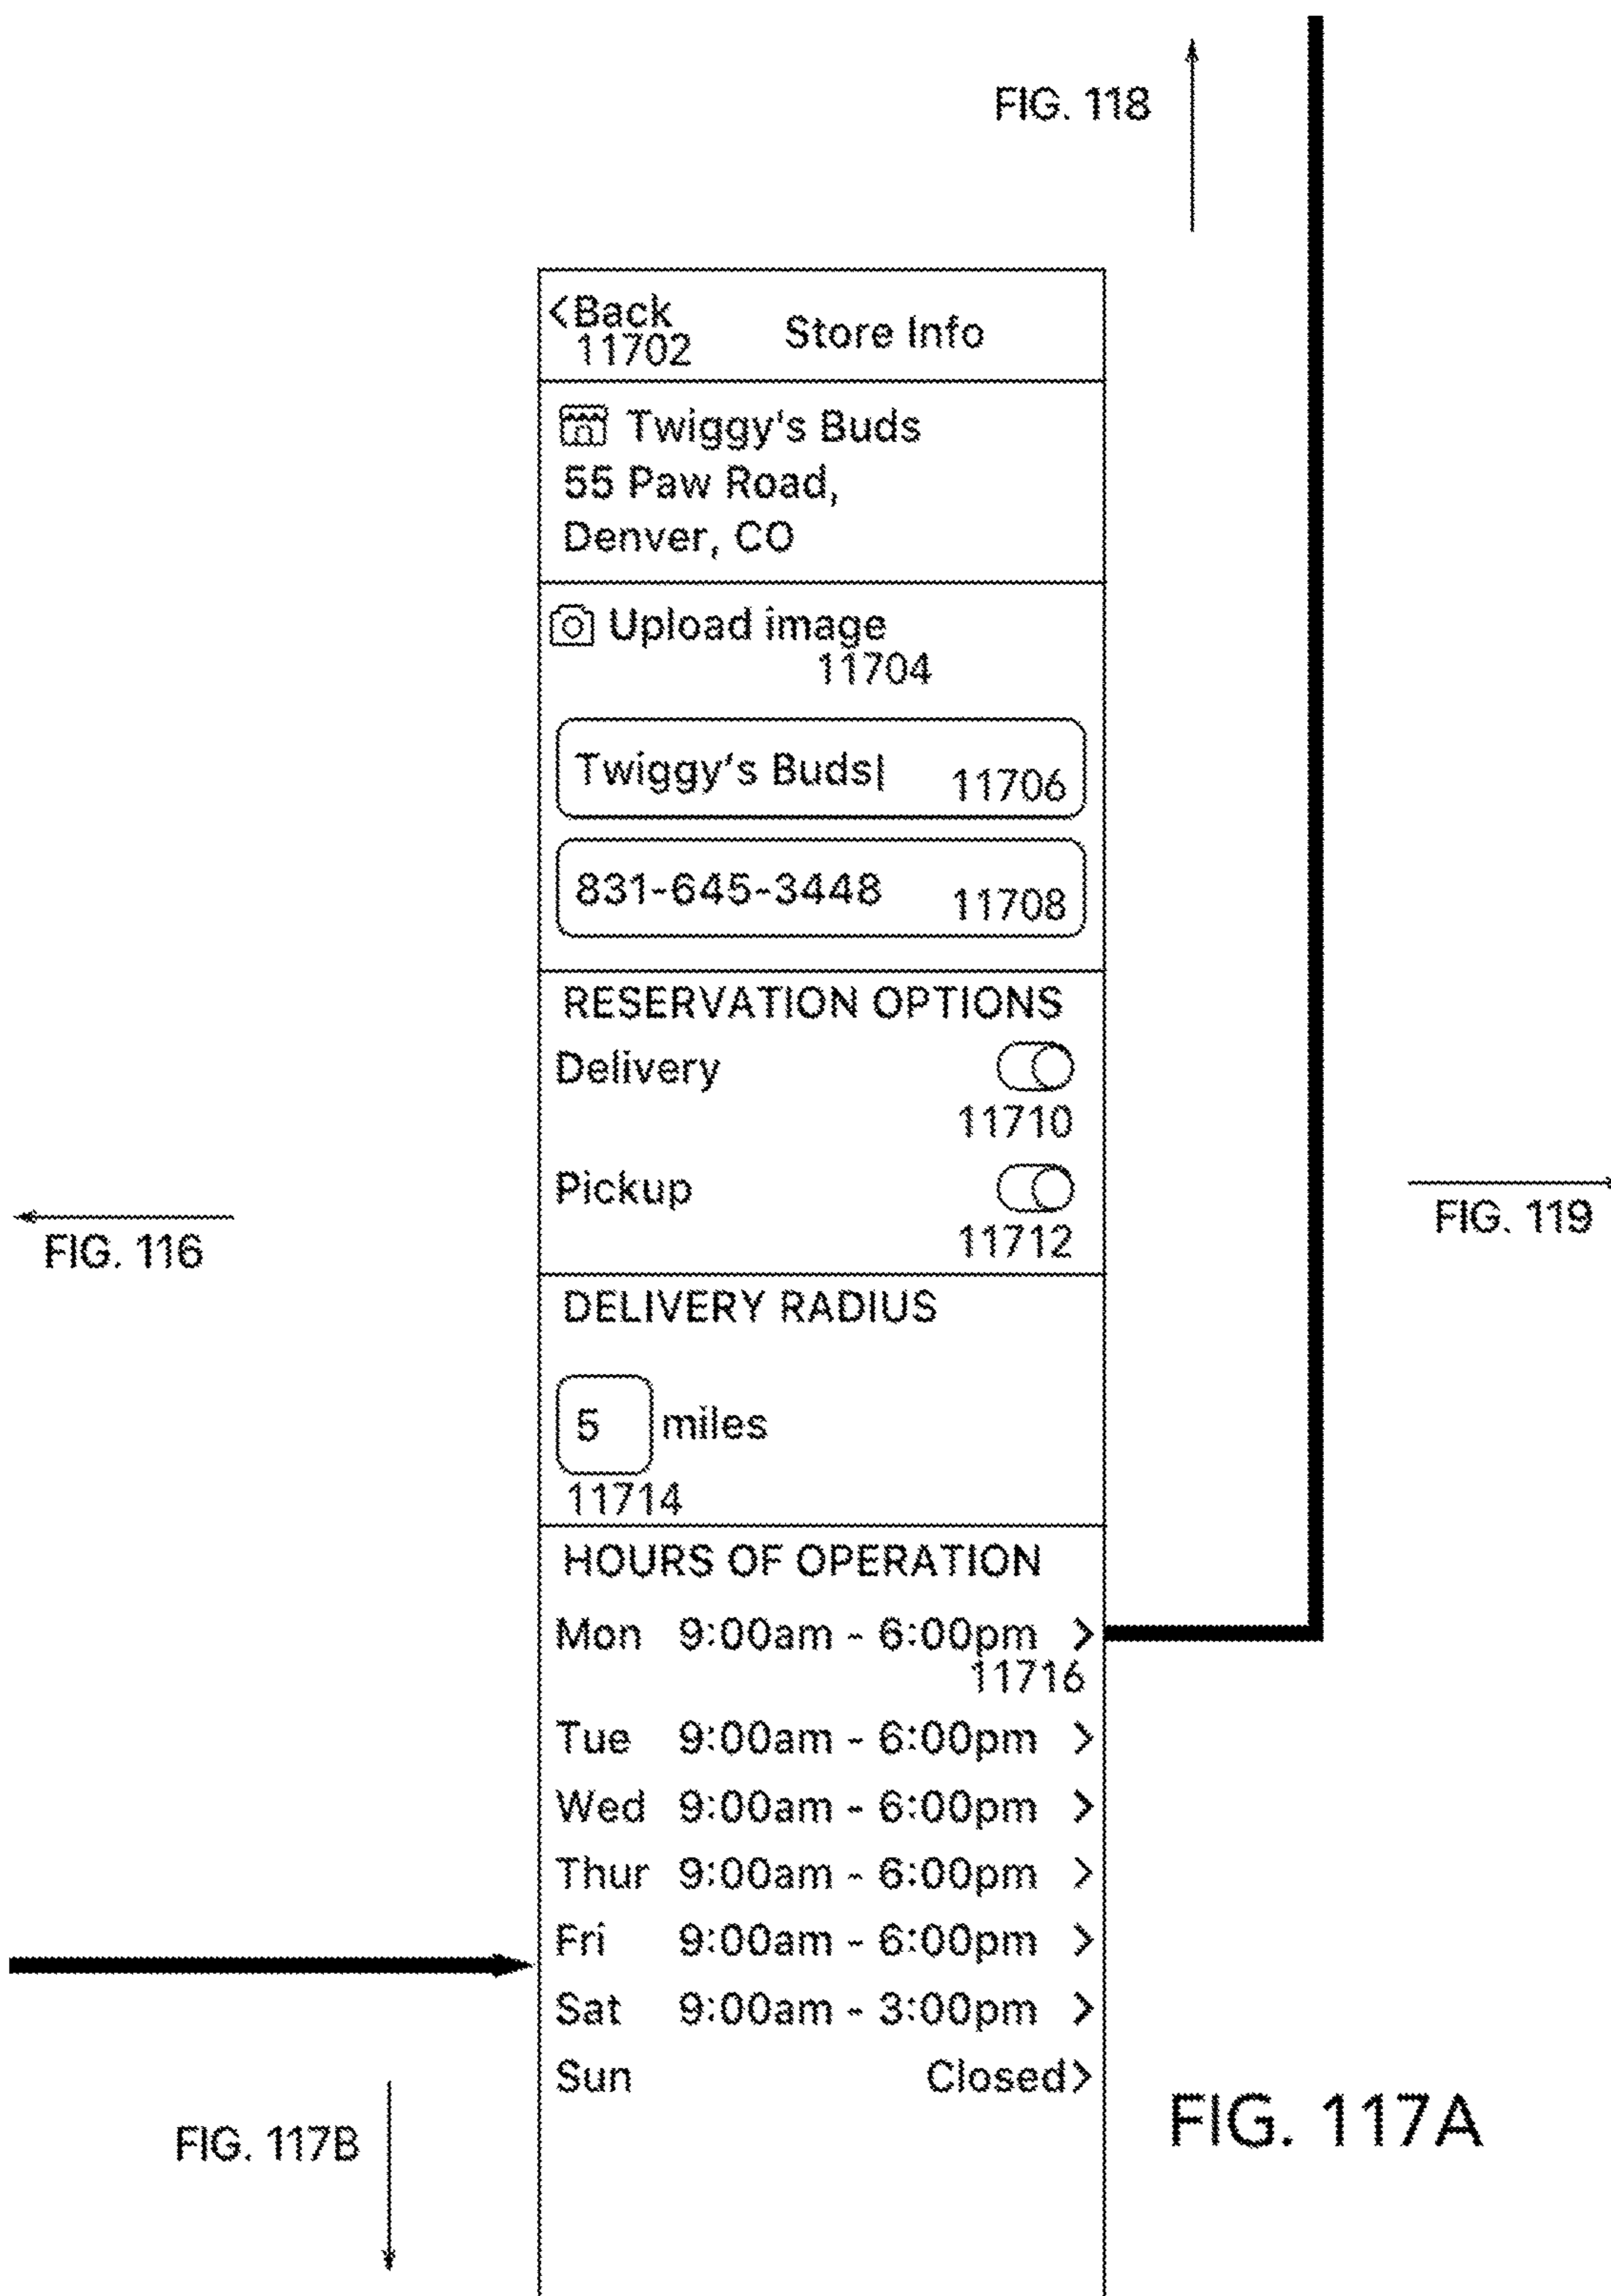 FIG. 118
<Back
11702
Store Info
Twiggy's Buds
55 Paw Road,
Denver, CO
Upload image
11704
Twiggy's Buds|
11706
831-645-3448
11708
RESERVATION OPTIONS
Delivery
11710
Pickup
11712
FIG. 116
FIG. 119
DELIVERY RADIUS
5 miles
11714
HOURS OF OPERATION
Mon 9:00am - 6:00pm >
11716
Tue 9:00am - 6:00pm >
Wed 9:00am - 6:00pm >
Thur 9:00am - 6:00pm >
Fri 9:00am - 6:00pm >
Sat 9:00am - 3:00pm >
Sun Closed>
FIG. 117B
FIG. 117A